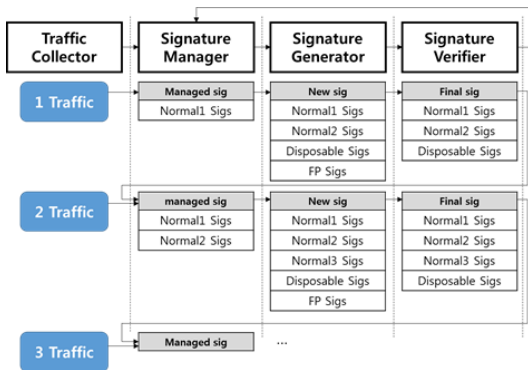 Traffic
Collector
Signature
Manager
Signature
Generator
Signature
Verifier
1 Traffic
Managed sig
Normal1 Sigs
New sig
Normal1 Sigs
Normal2 Sigs
Disposable Sigs
FP Sigs
Final sig
Normal1 Sigs
Normal2 Sigs
Disposable Sigs
2 Traffic
managed sig
Normal1 Sigs
Normal2 Sigs
New sig
Normal1 Sigs
Normal2 Sigs
Normal3 Sigs
Disposable Sigs
FP Sigs
Final sig
Normal1 Sigs
Normal2 Sigs
Normal3 Sigs
Disposable Sigs
3 Traffic
Managed sig
...